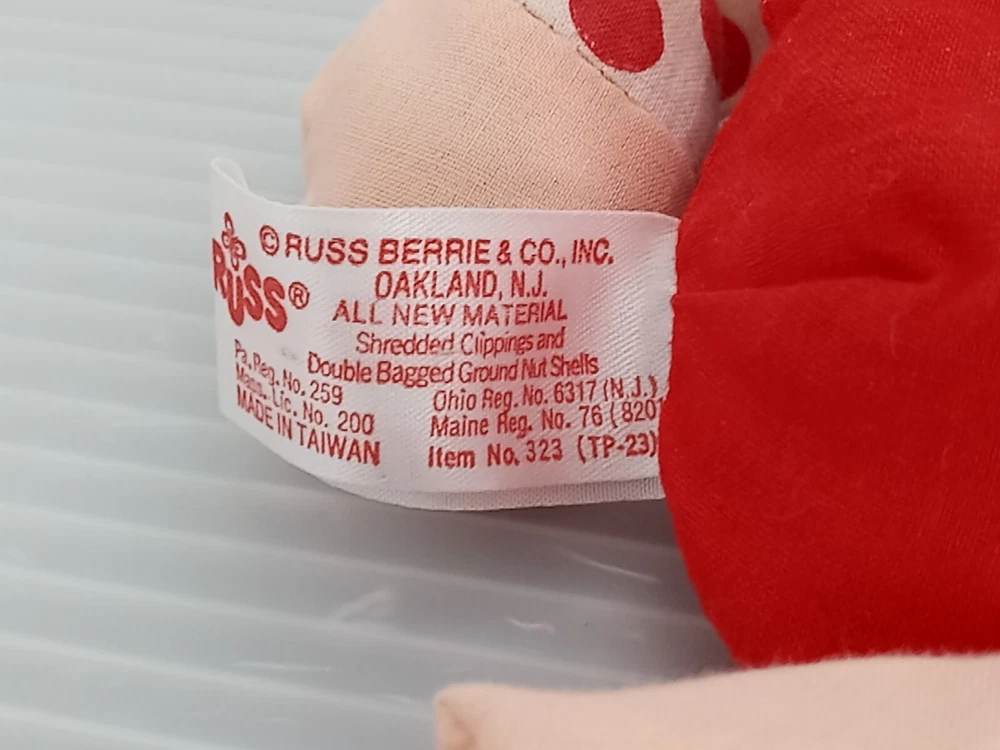 © RUSS BERRIE & CO., INC.
RUSS®
OAKLAND, N.J.
ALL NEW MATERIAL
Shredded Clippings and
Double Bagged Ground Nut Shells
Pa. Reg. No. 259
Mass. Lic. No. 200
MADE IN TAIWAN
Ohio Reg. No. 6317 (N.J.)
Maine Reg. No. 76 (820
Item No. 323 (TP-23)